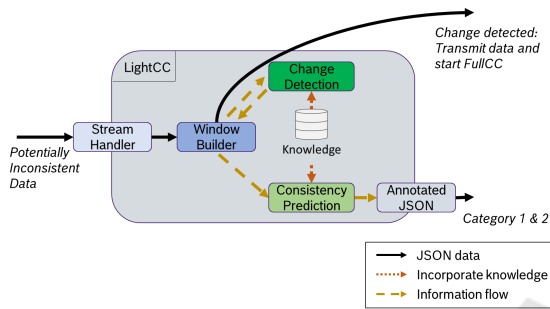 Change detected:
Transmit data and
start FullCC
LightCC
Change
Detection
Stream
Handler
Window
Builder
Knowledge
Potentially
Inconsistent
Data
Consistency
Prediction
Annotated
JSON
Category 1 & 2
JSON data
Incorporate knowledge
Information flow